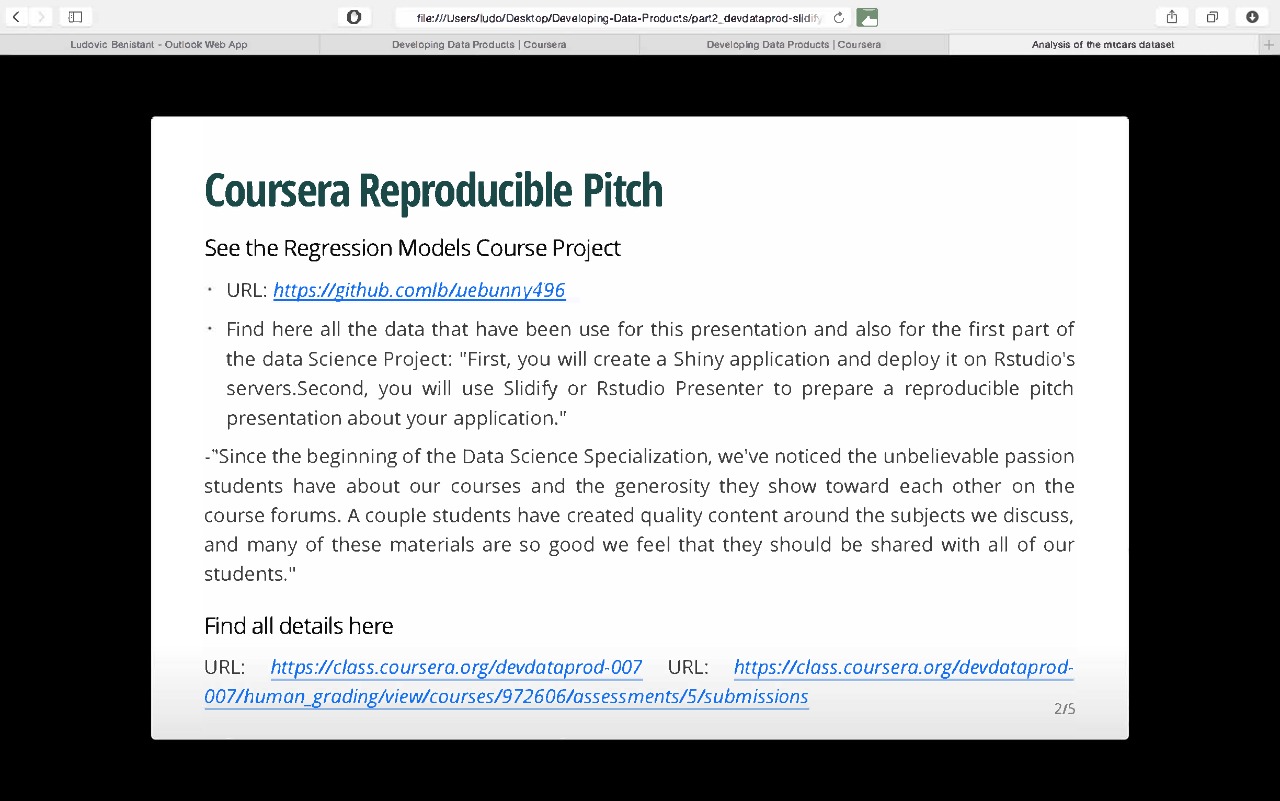 file:///Users/ludo/Desktop/Developing-Data-Products/part2_devdataprod-slidify
Ludovic Benistant - Outlook Web App
Developing Data Products | Coursera
Developing Data Products | Coursera
Analysis of the mtcars dataset
Coursera Reproducible Pitch
See the Regression Models Course Project
· URL: https://github.comlb/uebunny496
· Find here all the data that have been use for this presentation and also for the first part of
the data Science Project: "First, you will create a Shiny application and deploy it on Rstudio's
servers.Second, you will use Slidify or Rstudio Presenter to prepare a reproducible pitch
presentation about your application."
-"Since the beginning of the Data Science Specialization, we've noticed the unbelievable passion
students have about our courses and the generosity they show toward each other on the
course forums. A couple students have created quality content around the subjects we discuss,
and many of these materials are so good we feel that they should be shared with all of our
students."
Find all details here
URL: https://class.coursera.org/devdataprod-007 URL: https://class.coursera.org/devdataprod-
007/human_grading/view/courses/972606/assessments/5/submissions
2/5